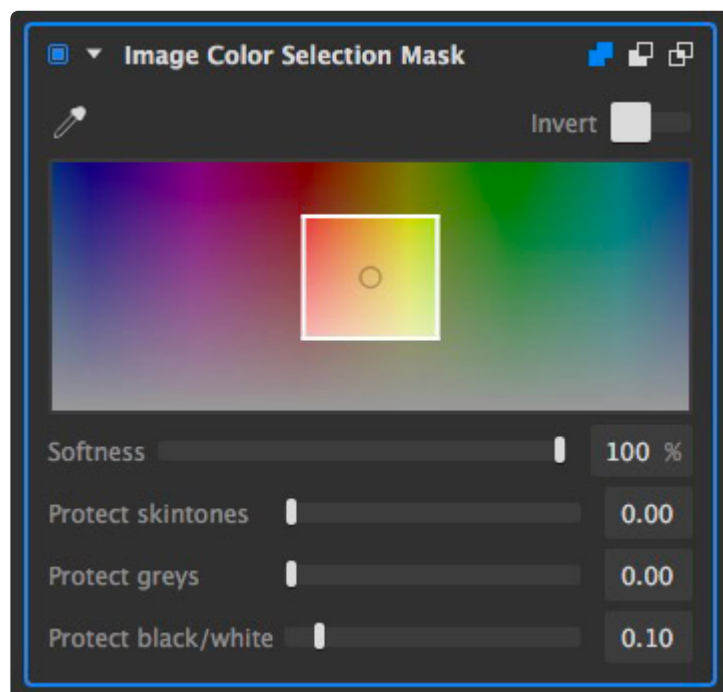 Image Color Selection Mask
Invert
Softness 100 %
Protect skintones 0.00
Protect greys 0.00
Protect black/white 0.10